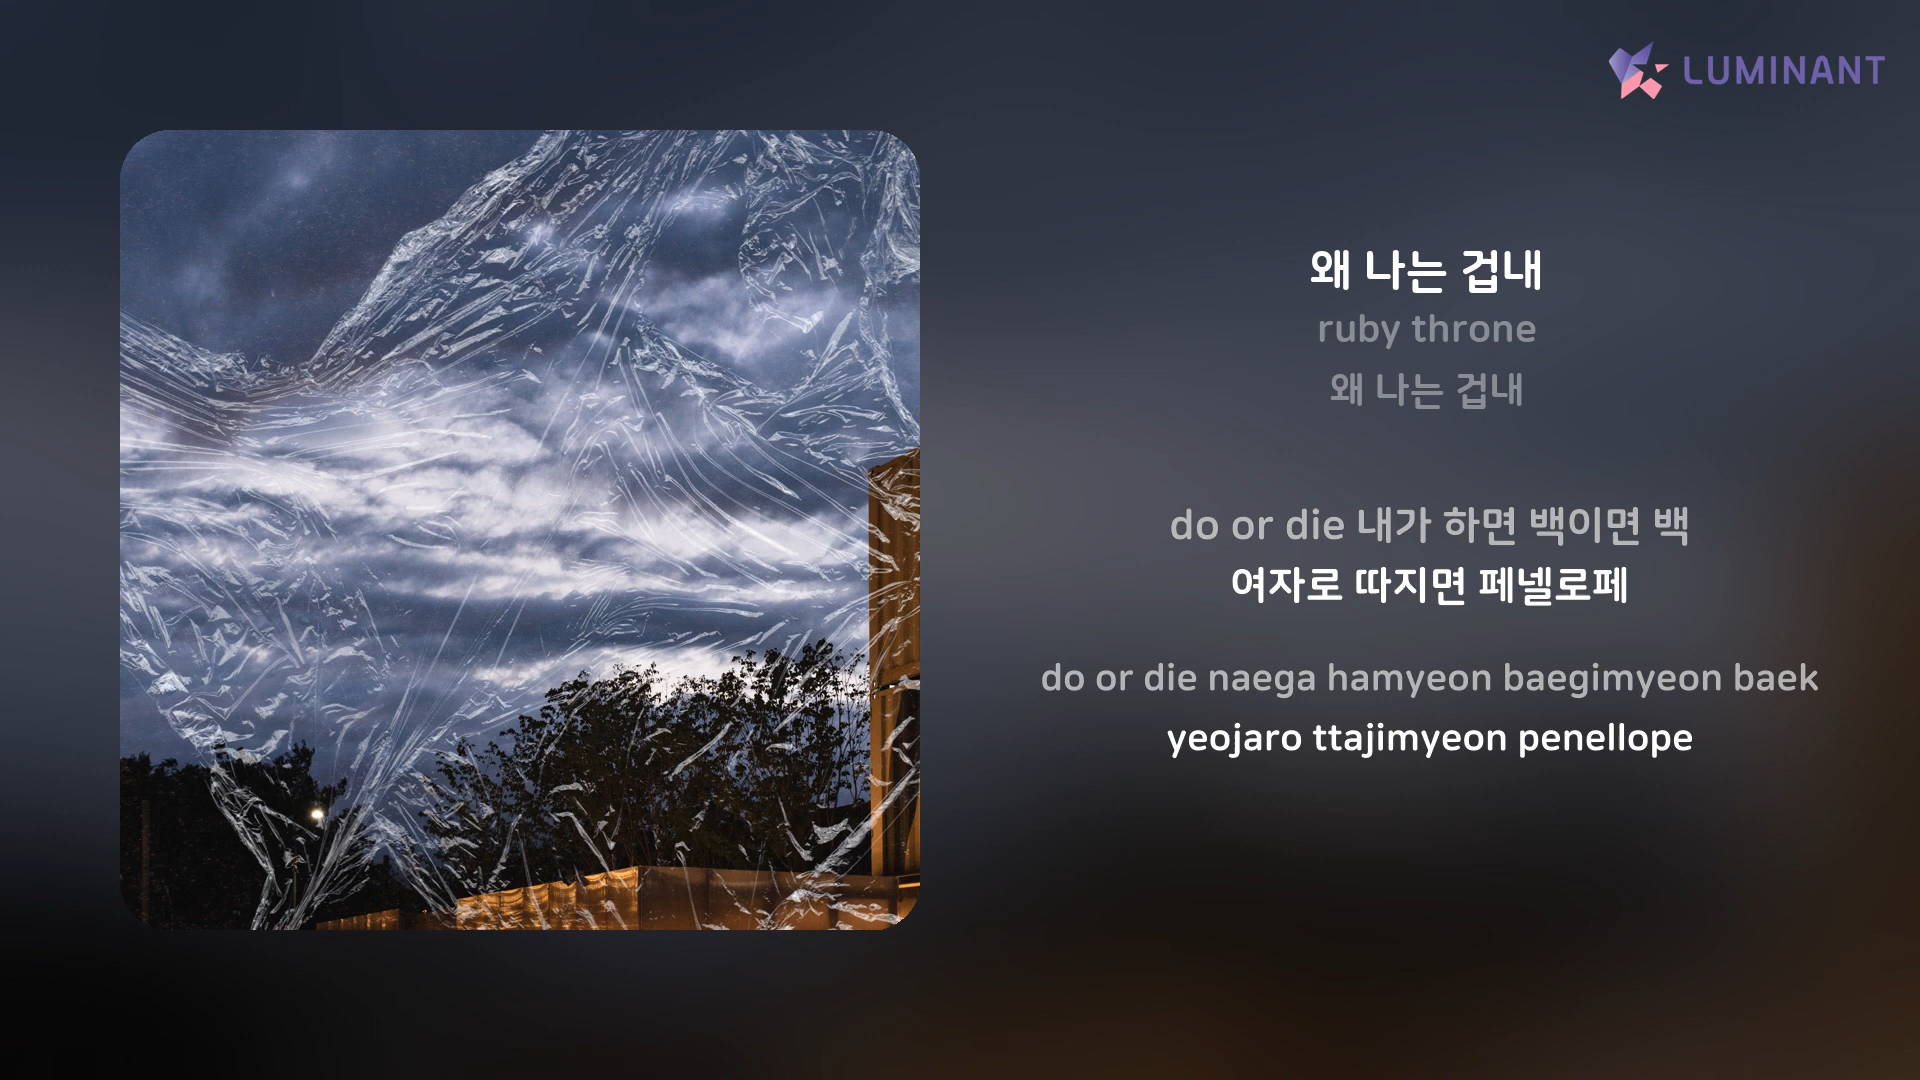 LUMINANT
왜 나는 겁내
ruby throne
왜 나는 겁내
do or die 내가 하면 백이면 백
여자로 따지면 페넬로페
do or die naega hamyeon baegimyeon baek
yeojaro ttajimyeon penellope